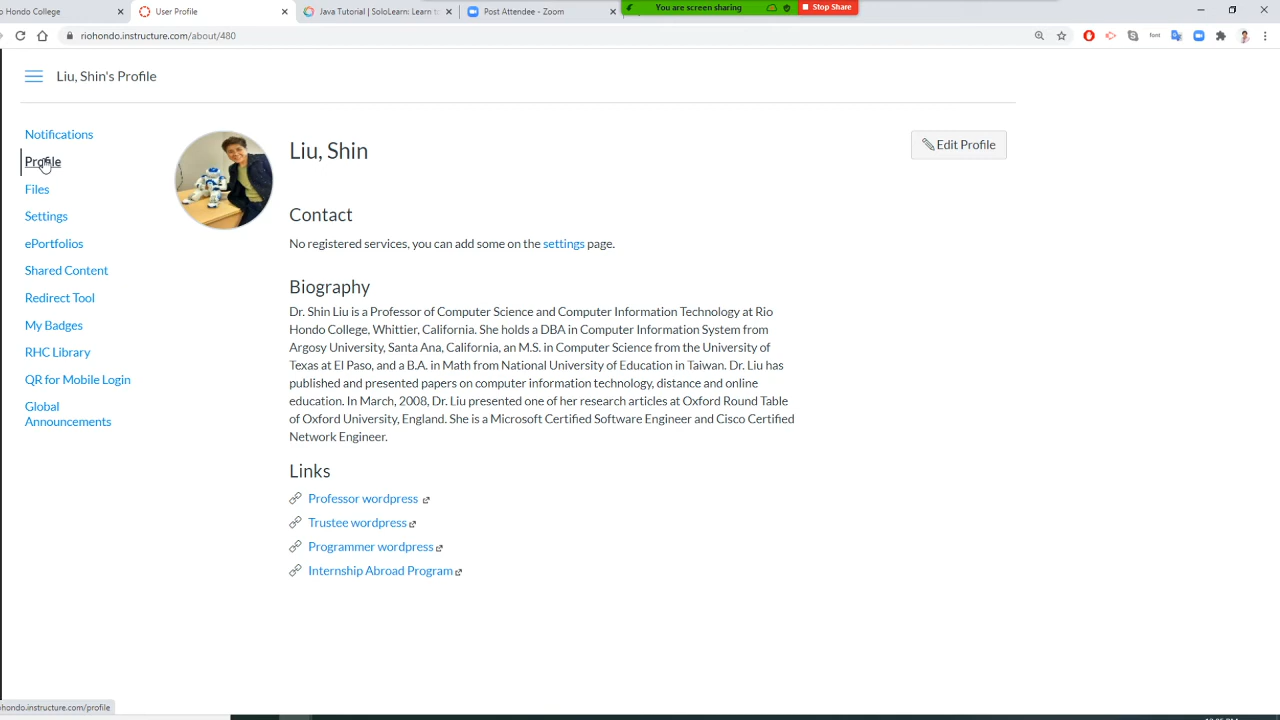 o Hondo College
User Profile
Java Tutorial | SoloLearn: Learn to
Post Attendee - Zoom
You are screen sharing
Stop Share
riohondo.instructure.com/about/480
Liu, Shin's Profile
Notifications
Profile
Files
Settings
ePortfolios
Shared Content
Redirect Tool
My Badges
RHC Library
QR for Mobile Login
Global
Announcements
Liu, Shin
Edit Profile
Contact
No registered services, you can add some on the settings page.
Biography
Dr. Shin Liu is a Professor of Computer Science and Computer Information Technology at Rio
Hondo College, Whittier, California. She holds a DBA in Computer Information System from
Argosy University, Santa Ana, California, an M.S. in Computer Science from the University of
Texas at El Paso, and a B.A. in Math from National University of Education in Taiwan. Dr. Liu has
published and presented papers on computer information technology, distance and online
education. In March, 2008, Dr. Liu presented one of her research articles at Oxford Round Table
of Oxford University, England. She is a Microsoft Certified Software Engineer and Cisco Certified
Network Engineer.
Links
Professor wordpress
Trustee wordpress
Programmer wordpress
Internship Abroad Program
ohondo.instructure.com/profile